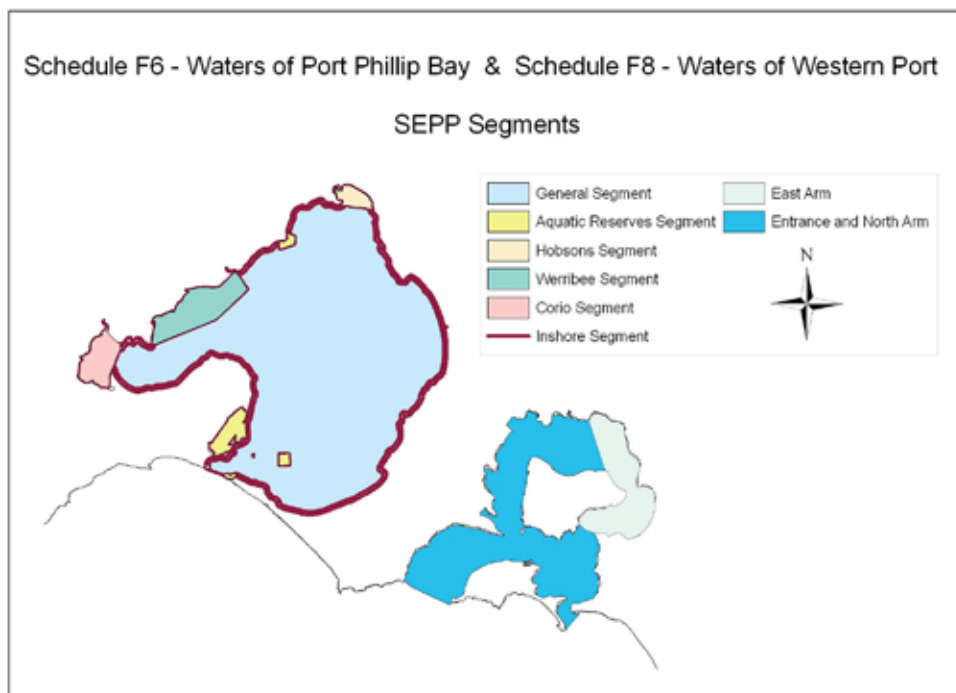 Schedule F6 - Waters of Port Phillip Bay & Schedule F8 - Waters of Western Port
SEPP Segments
General Segment
Aquatic Reserves Segment
Hobsons Segment
Werribee Segment
Corio Segment
Inshore Segment
East Arm
Entrance and North Arm
N